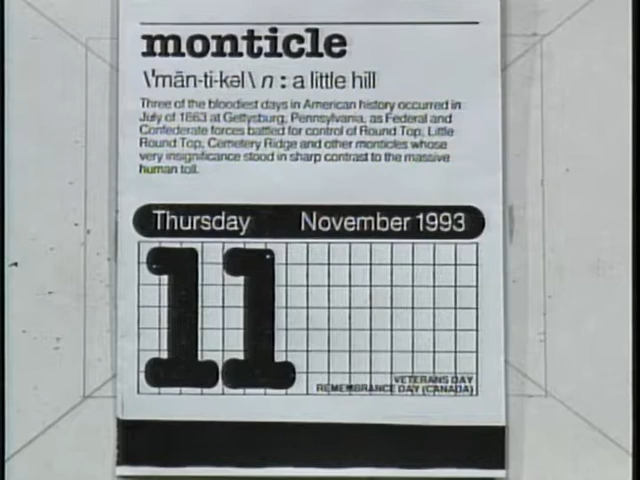 monticle
\'män-ti-kəl\ n : a little hill
Three of the bloodiest days in American history occurred in
July of 1863 at Gettysburg, Pennsylvania, as Federal and
Confederate forces battled for control of Round Top, Little
Round Top, Cemetery Ridge and other monticles whose
very insignificance stood in sharp contrast to the massive
human toll.
Thursday November 1993
11
VETERANS DAY
REMEMBRANCE DAY (CANADA)